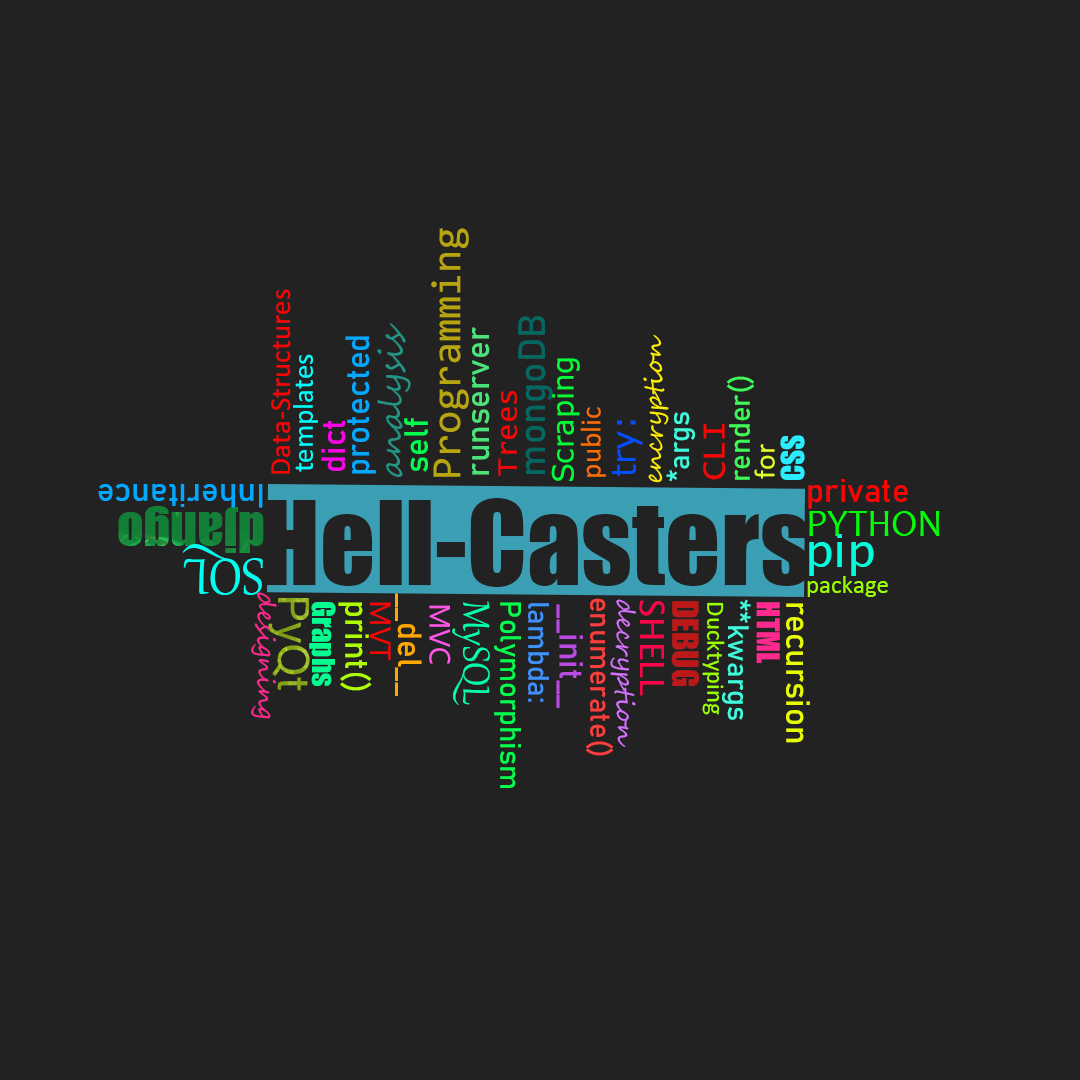 Data-Structures
templates
dict
protected
analysis
self
Programming
runserver
Trees
mongoDB
Scraping
public
try:
encryption
*args
CLI
render()
for
CSS
Inheritance
django
SQL
Hell-Casters
private
PYTHON
pip
package
designing
PyQt
Graphs
print()
MVT
__del__
MVC
MySQL
Polymorphism
lambda:
__init__
enumerate()
decryption
SHELL
DEBUG
Ducktyping
**kwargs
HTML
recursion